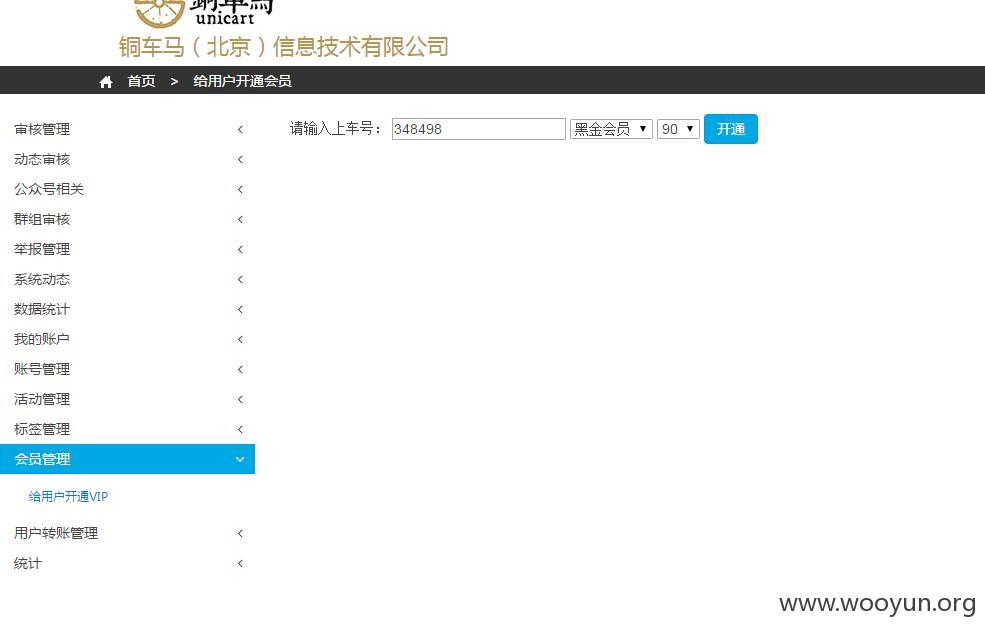 銅車馬
unicart
铜车马（北京）信息技术有限公司
首页 > 给用户开通会员
请输入上车号： 348498 黑金会员 90 开通
审核管理
动态审核
公众号相关
群组审核
举报管理
系统动态
数据统计
我的账户
账号管理
活动管理
标签管理
会员管理
给用户开通VIP
用户转账管理
统计
www.wooyun.org